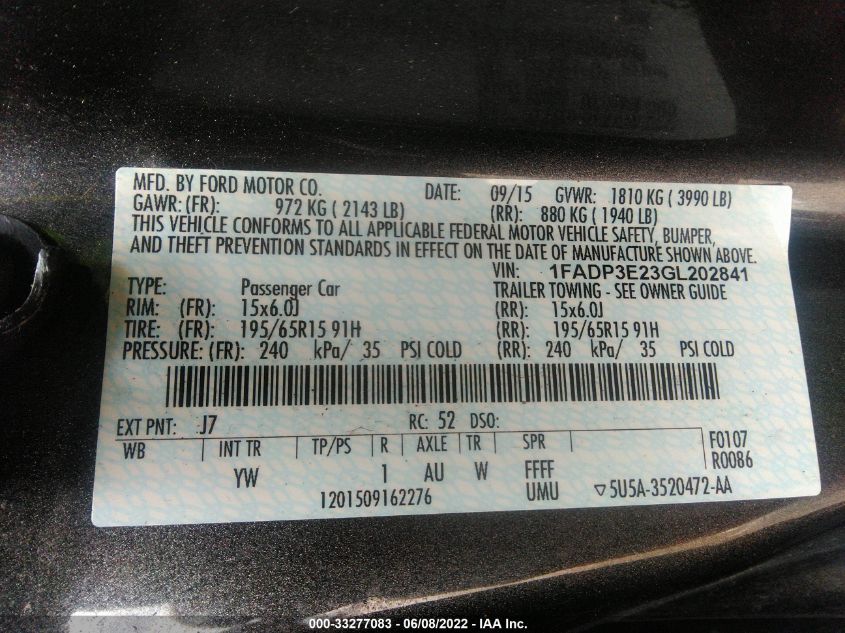 MFD. BY FORD MOTOR CO. DATE: 09/15 GVWR: 1810 KG ( 3990 LB)
GAWR: (FR): 972 KG ( 2143 LB) (RR): 880 KG ( 1940 LB)
THIS VEHICLE CONFORMS TO ALL APPLICABLE FEDERAL MOTOR VEHICLE SAFETY, BUMPER,
AND THEFT PREVENTION STANDARDS IN EFFECT ON THE DATE OF MANUFACTURE SHOWN ABOVE.
VIN: 1FADP3E23GL202841
TYPE: Passenger Car TRAILER TOWING - SEE OWNER GUIDE
RIM: (FR): 15x6.0J (RR): 15x6.0J
TIRE: (FR): 195/65R15 91H (RR): 195/65R15 91H
PRESSURE: (FR): 240 kPa/ 35 PSI COLD (RR): 240 kPa/ 35 PSI COLD
EXT PNT: J7 RC: 52 DSO:
WB INT TR TP/PS R AXLE TR SPR F0107
YW 1 AU W FFFF R0086
1201509162276 UMU ▽5U5A-3520472-AA
000-33277083 - 06/08/2022 - IAA Inc.